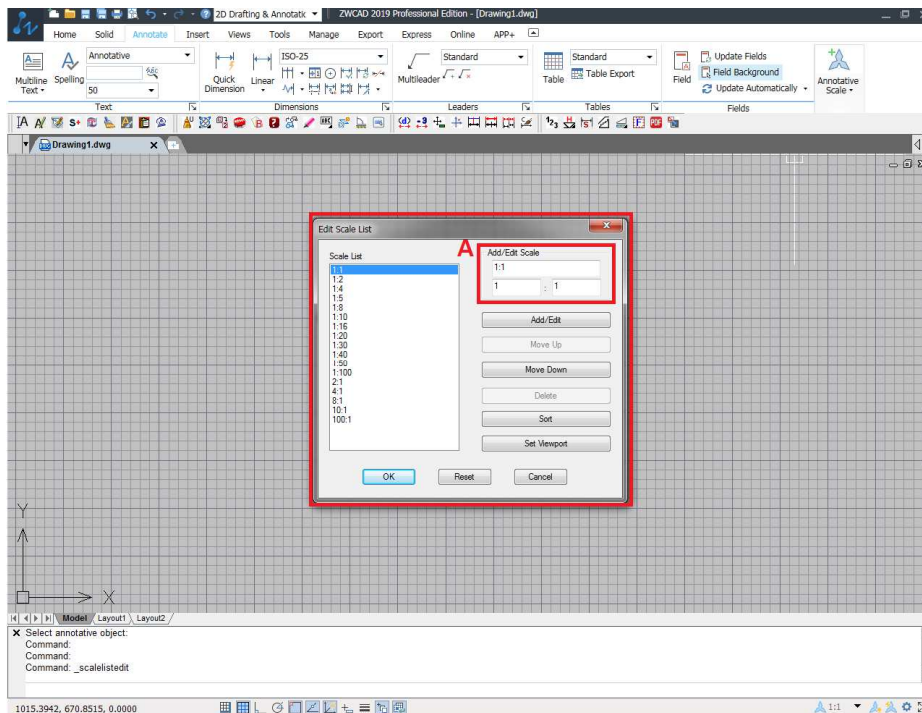 2D Drafting & Annotatic
ZWCAD 2019 Professional Edition - [Drawing1.dwg]
Home Solid Annotate Insert Views Tools Manage Export Express Online APP+
Annotative
ISO-25
Standard
Standard
Update Fields
Table Export
Field Background
50
Update Automatically
Multiline Text
Spelling
Quick Dimension
Linear
Multileader
Table
Field
Annotative Scale
Text Dimensions Leaders Tables Fields
Drawing1.dwg
Edit Scale List
A
Scale List
Add/Edit Scale
1:1
1:2
1:4
1:5
1:8
1:10
1:16
1:20
1:30
1:40
1:50
1:100
2:1
4:1
8:1
10:1
100:1
1:1
1 : 1
Add/Edit
Move Up
Move Down
Delete
Sort
Set Viewport
OK Reset Cancel
Y
X
Model Layout1 Layout2
Select annotative object:
Command:
Command:
Command: _scalelistedit
1015.3942, 670.8515, 0.0000
1:1